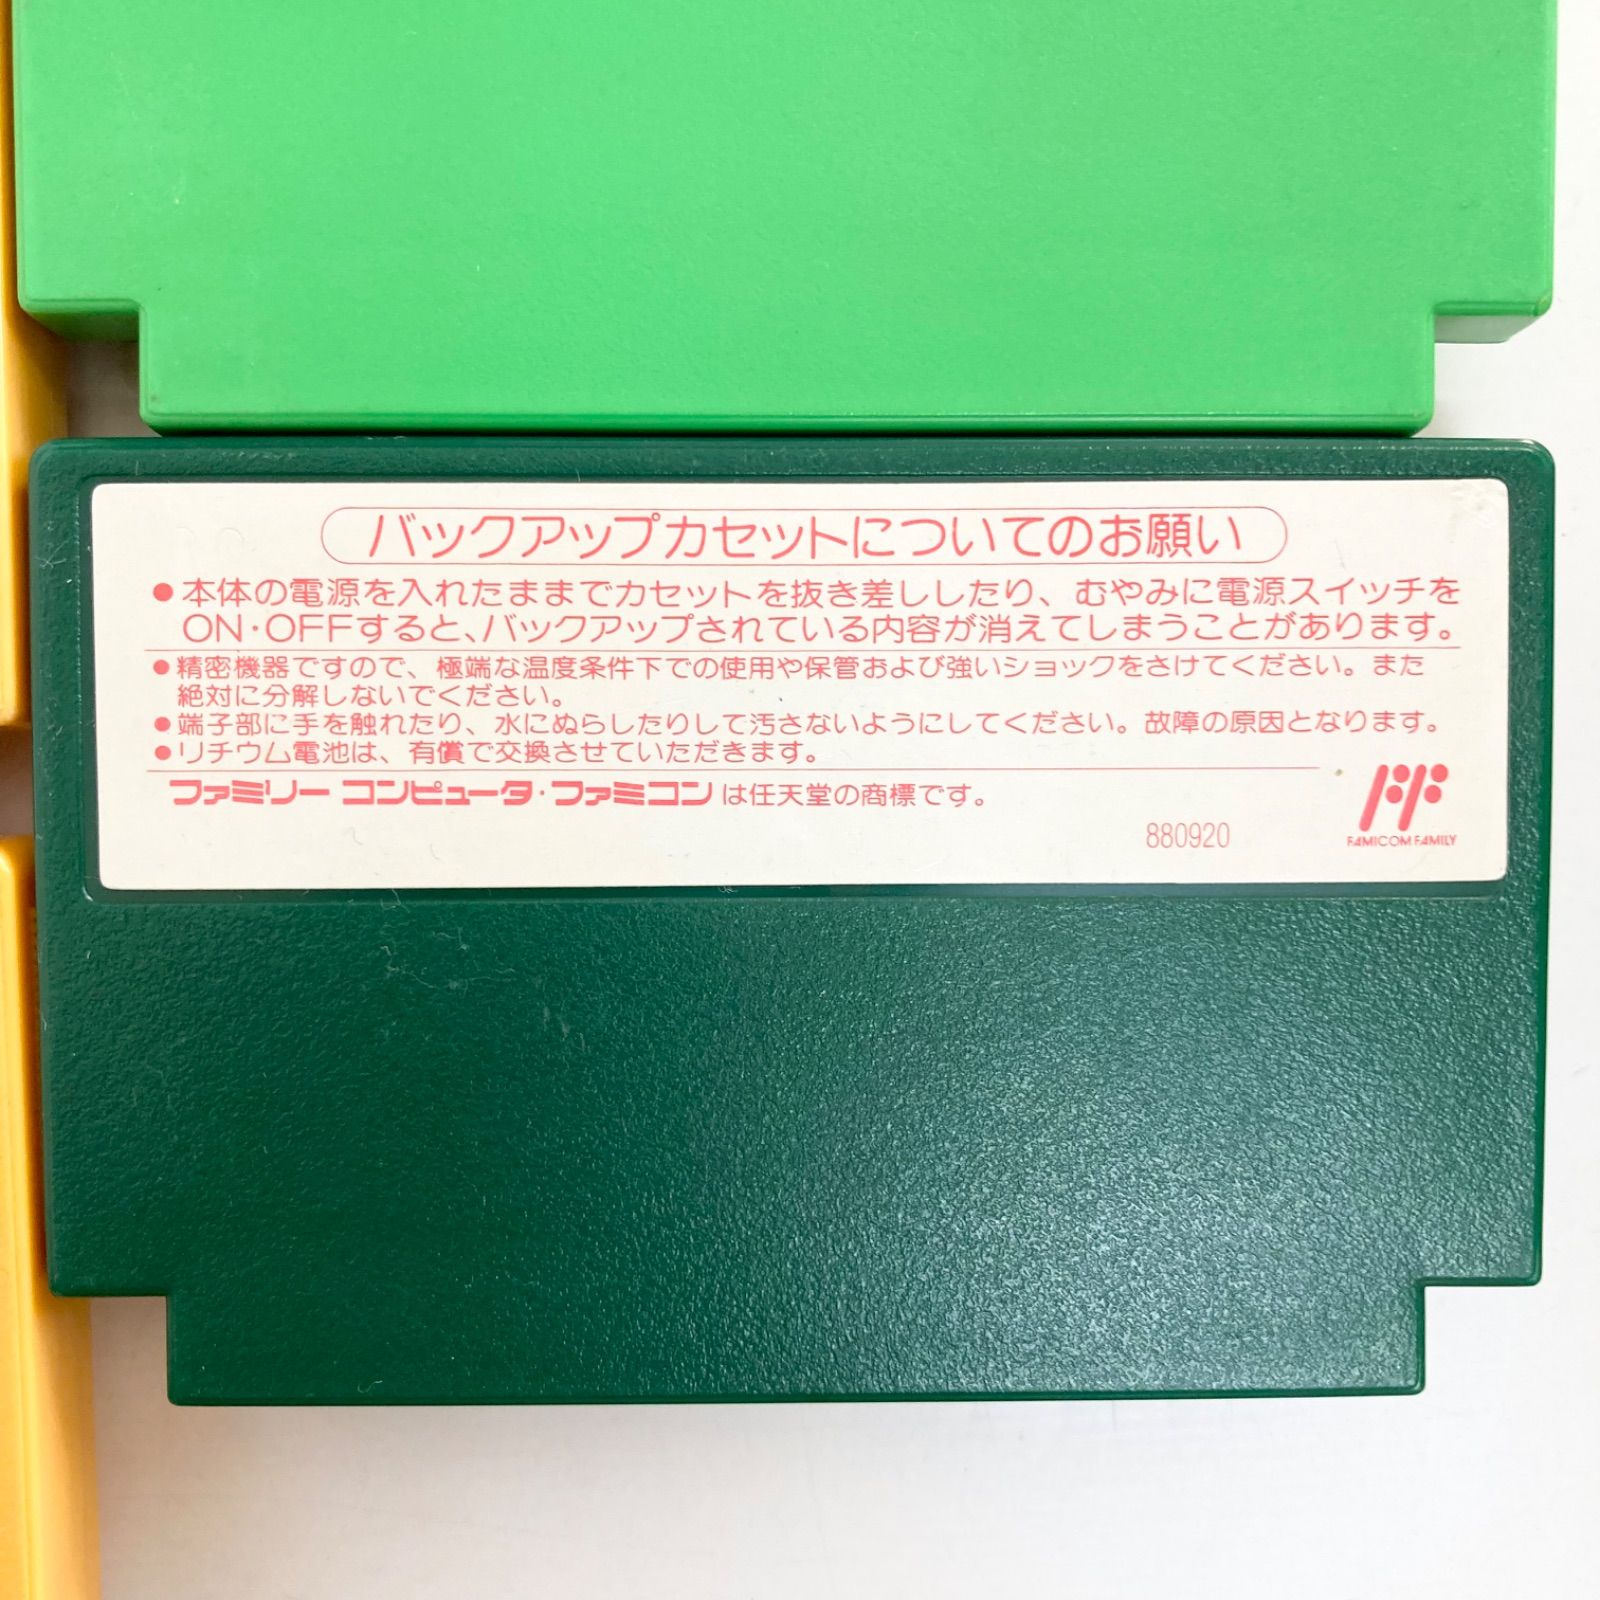 バックアップカセットについてのお願い
●本体の電源を入れたままでカセットを抜き差ししたり、むやみに電源スイッチを
ON・OFFすると、バックアップされている内容が消えてしまうことがあります。
●精密機器ですので、極端な温度条件下での使用や保管および強いショックをさけてください。また
絶対に分解しないでください。
●端子部に手を触れたり、水にぬらしたりして汚さないようにしてください。故障の原因となります。
●リチウム電池は、有償で交換させていただきます。
ファミリーコンピュータ・ファミコンは任天堂の商標です。
880920
FAMICOM FAMILY